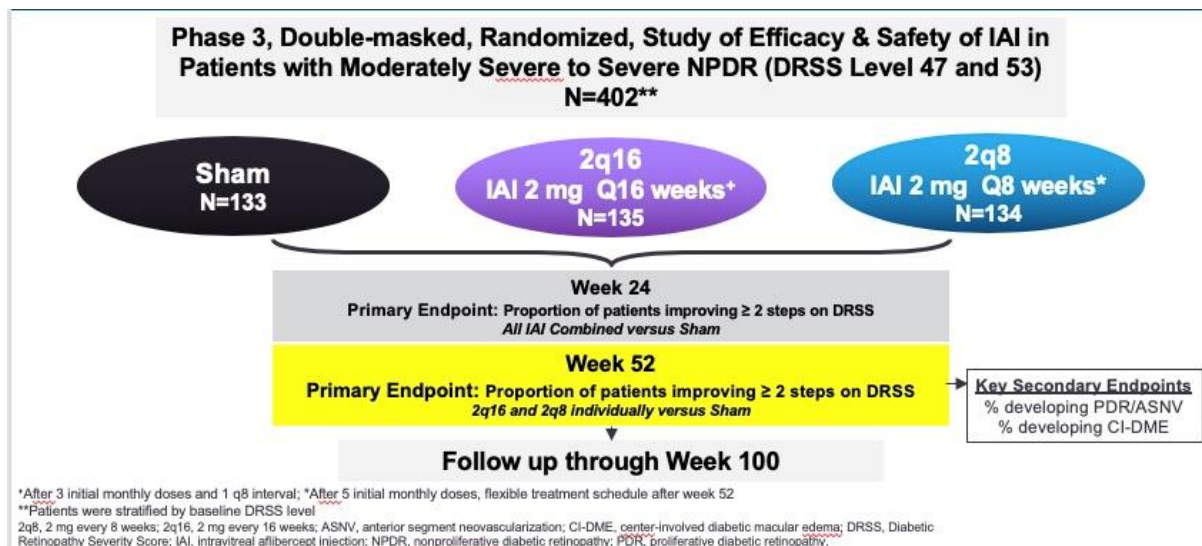 Phase 3, Double-masked, Randomized, Study of Efficacy & Safety of IAI in
Patients with Moderately Severe to Severe NPDR (DRSS Level 47 and 53)
N=402**
Sham
N=133
2q16
IAI 2 mg Q16 weeks⁺
N=135
2q8
IAI 2 mg Q8 weeks*
N=134
Week 24
Primary Endpoint: Proportion of patients improving ≥ 2 steps on DRSS
All IAI Combined versus Sham
Week 52
Primary Endpoint: Proportion of patients improving ≥ 2 steps on DRSS
2q16 and 2q8 individually versus Sham
Key Secondary Endpoints
% developing PDR/ASNV
% developing CI-DME
Follow up through Week 100
*After 3 initial monthly doses and 1 q8 interval; *After 5 initial monthly doses, flexible treatment schedule after week 52
**Patients were stratified by baseline DRSS level
2q8, 2 mg every 8 weeks; 2q16, 2 mg every 16 weeks; ASNV, anterior segment neovascularization; CI-DME, center-involved diabetic macular edema; DRSS, Diabetic
Retinopathy Severity Score; IAI, intravitreal aflibercept injection; NPDR, nonproliferative diabetic retinopathy; PDR, proliferative diabetic retinopathy.